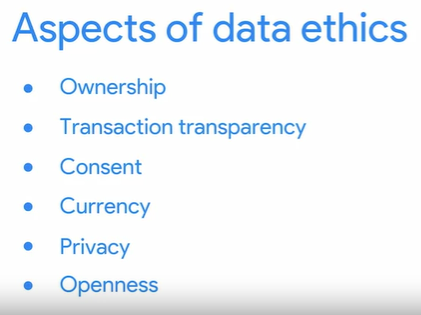 Aspects of data ethics
• Ownership
• Transaction transparency
• Consent
• Currency
• Privacy
• Openness